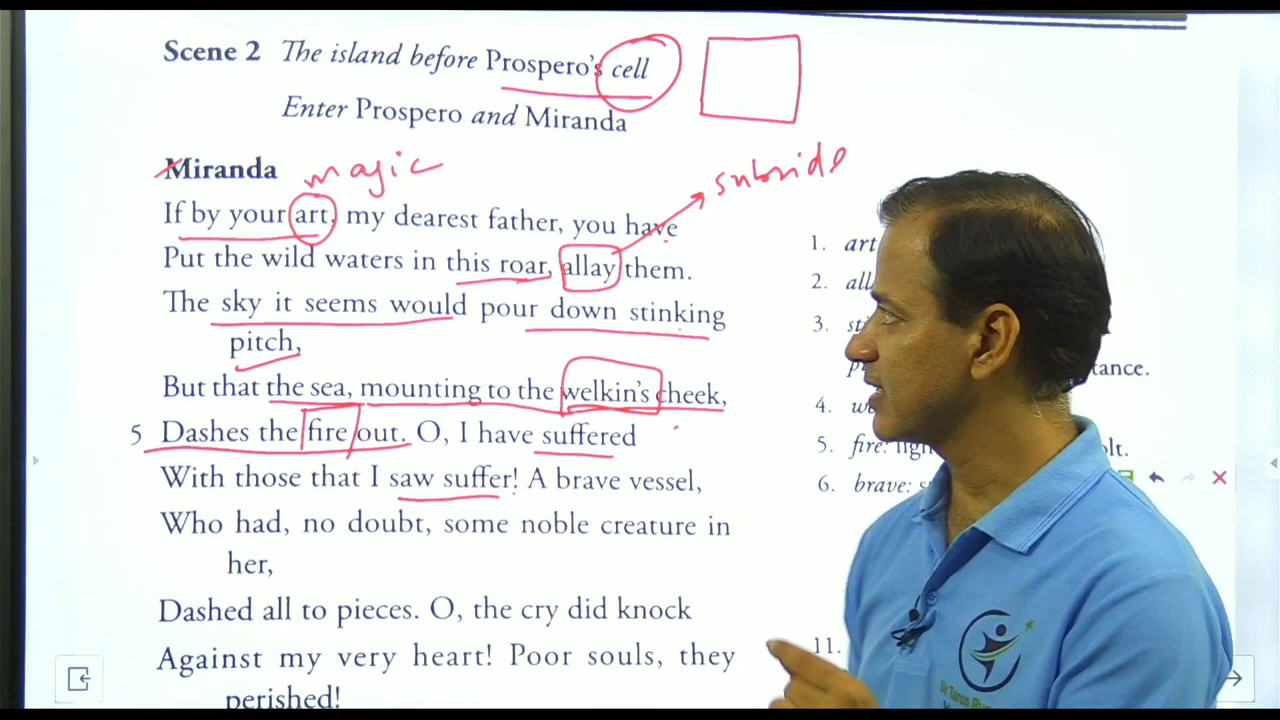 Scene 2 The island before Prospero's cell
Enter Prospero and Miranda
Miranda
magic
subside
If by your art, my dearest father, you have
Put the wild waters in this roar, allay them.
The sky it seems would pour down stinking
pitch,
But that the sea, mounting to the welkin's cheek,
5 Dashes the fire out. O, I have suffered
With those that I saw suffer! A brave vessel,
Who had, no doubt, some noble creature in
her,
Dashed all to pieces. O, the cry did knock
Against my very heart! Poor souls, they
perished!
1. art
2. all
3. sti
tance.
4. we
5. fire: ligh
olt.
6. brave: s
11.